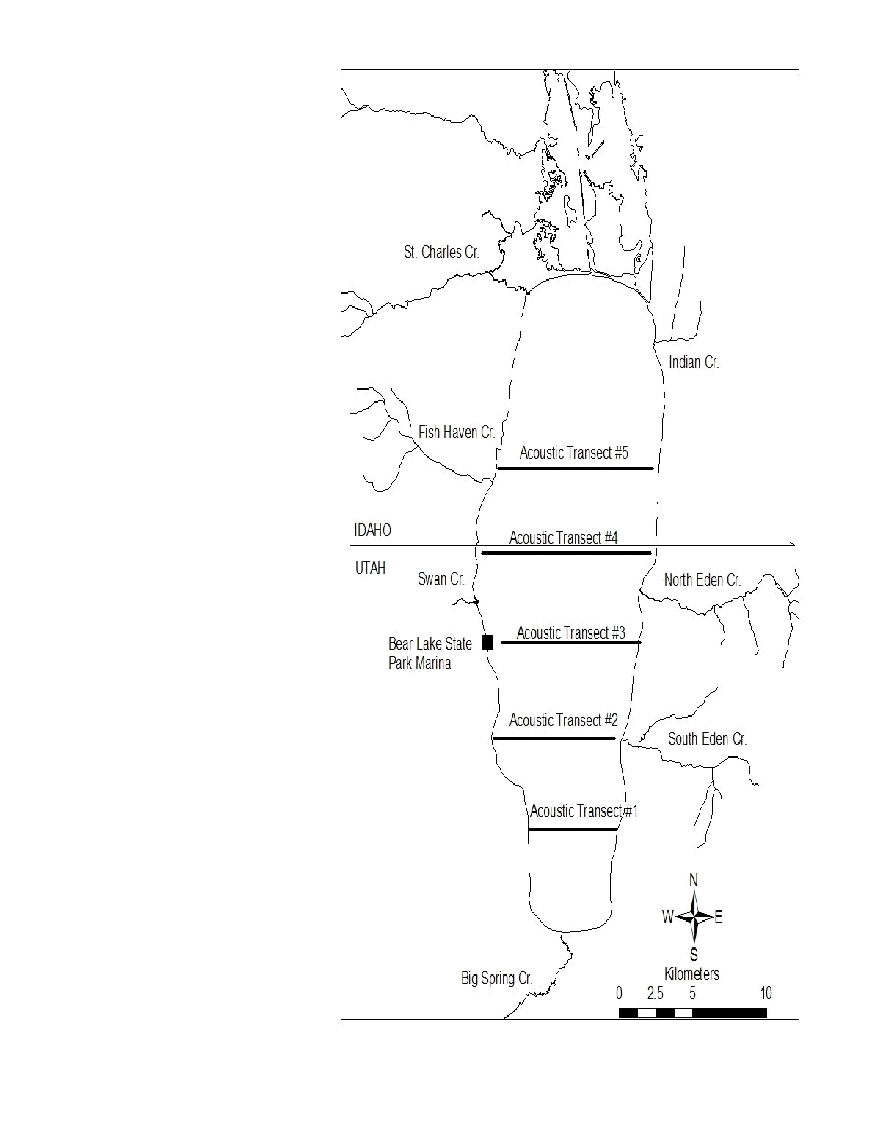 St. Charles Cr.
Indian Cr.
Fish Haven Cr.
Acoustic Transect #5
IDAHO
Acoustic Transect #4
UTAH
Swan Cr.
North Eden Cr.
Acoustic Transect #3
Bear Lake State
Park Marina
Acoustic Transect #2
South Eden Cr.
Acoustic Transect #1
N
W
E
S
Big Spring Cr.
Kilometers
0 2.5 5 10